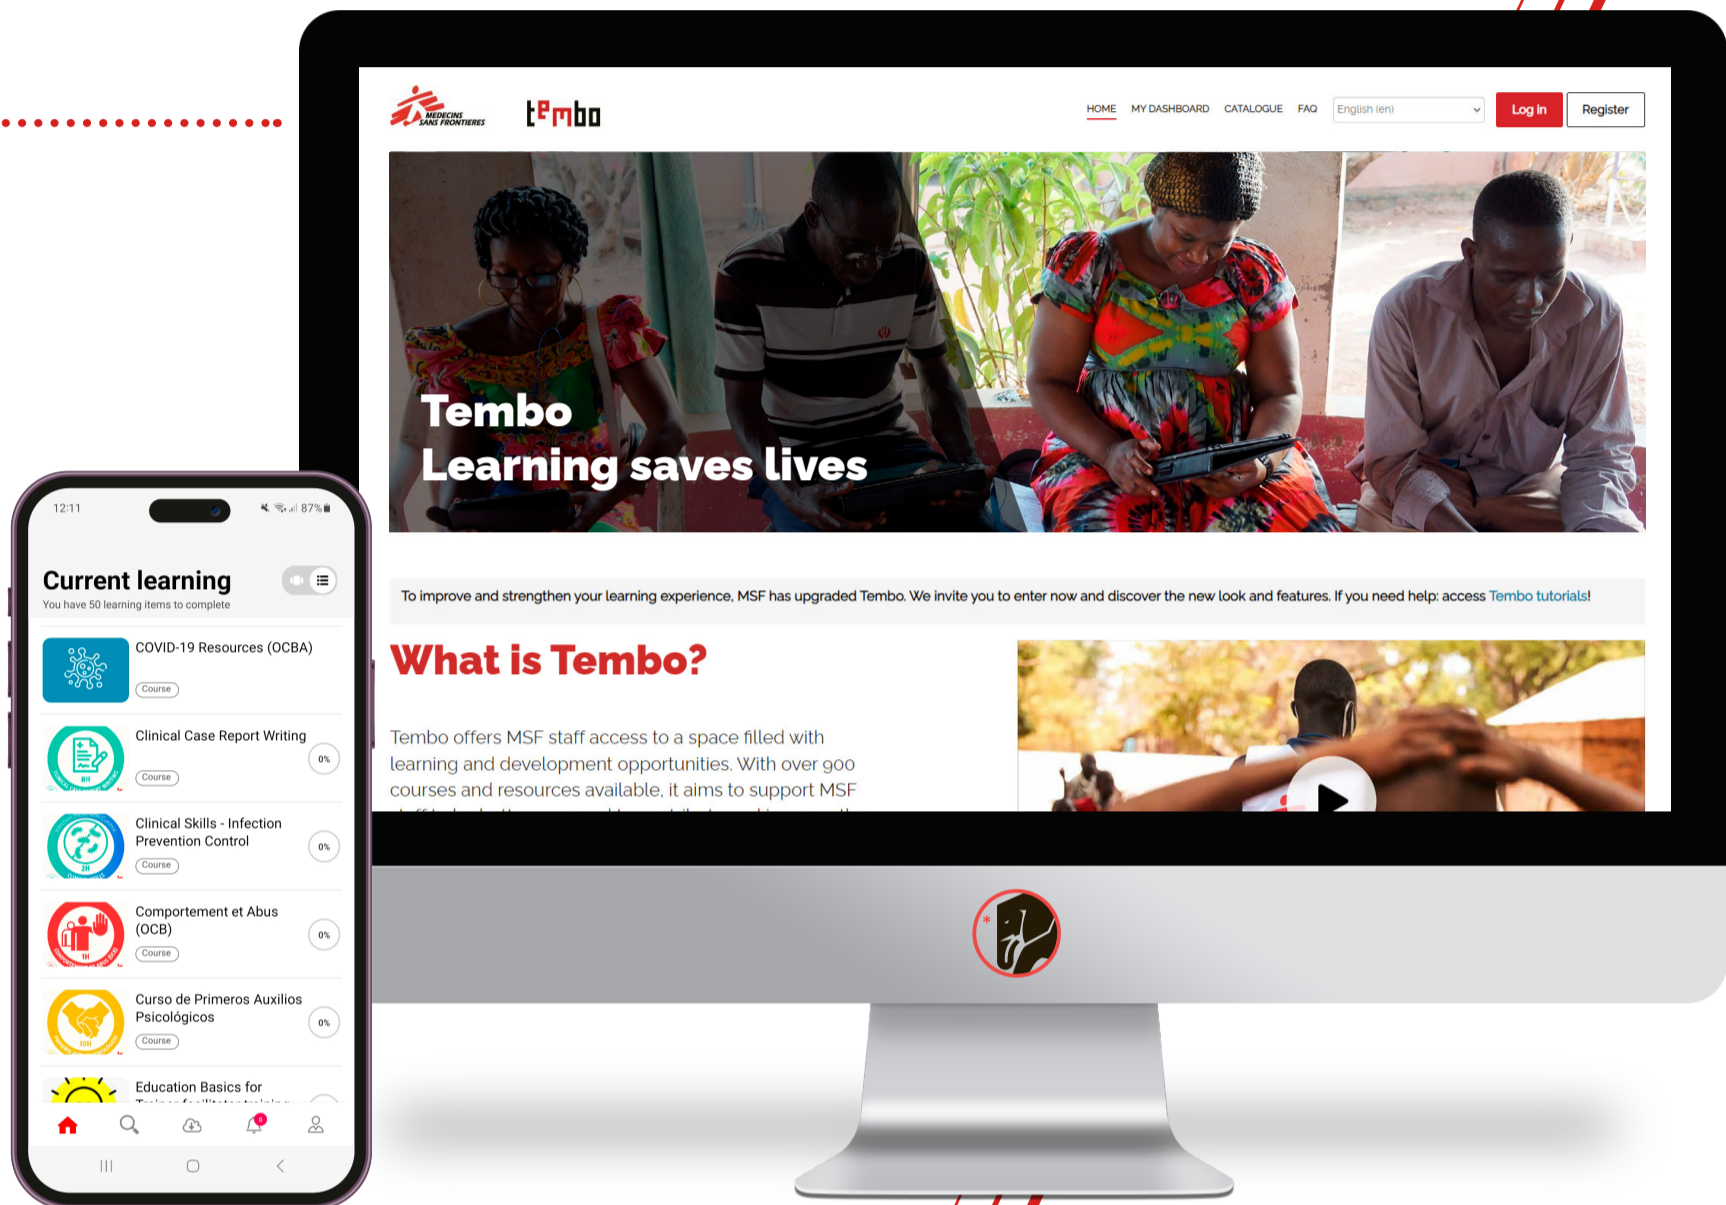 MEDECINS
SANS FRONTIERES
tembo
HOME MY DASHBOARD CATALOGUE FAQ English (en) Log in Register
Tembo
Learning saves lives
To improve and strengthen your learning experience, MSF has upgraded Tembo. We invite you to enter now and discover the new look and features. If you need help: access Tembo tutorials!
What is Tembo?
Tembo offers MSF staff access to a space filled with
learning and development opportunities. With over 900
courses and resources available, it aims to support MSF
12:11 87%
Current learning
You have 50 learning items to complete
COVID-19 Resources (OCBA)
Course
Clinical Case Report Writing
0%
8H
Course
Clinical Skills - Infection
Prevention Control
0%
2H
Course
Comportement et Abus
(OCB)
0%
1H
Course
Curso de Primeros Auxilios
Psicológicos
0%
10H
Course
Education Basics for